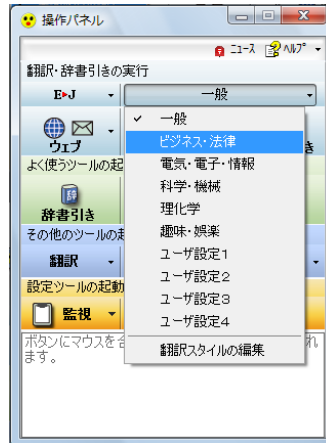 操作パネル
ﾆｭｰｽ ﾍﾙﾌﾟ
翻訳・辞書引きの実行
E▸J 一般
✓ 一般
ウェブ き
ビジネス・法律
よく使うツールの起
電気・電子・情報
科学・機械
理化学
辞書引き
趣味・娯楽
その他のツールの
ユーザ設定1
翻訳
ユーザ設定2
設定ツールの起動
ユーザ設定3
監視
ユーザ設定4
ボタンにマウスを れ
ます。
翻訳スタイルの編集